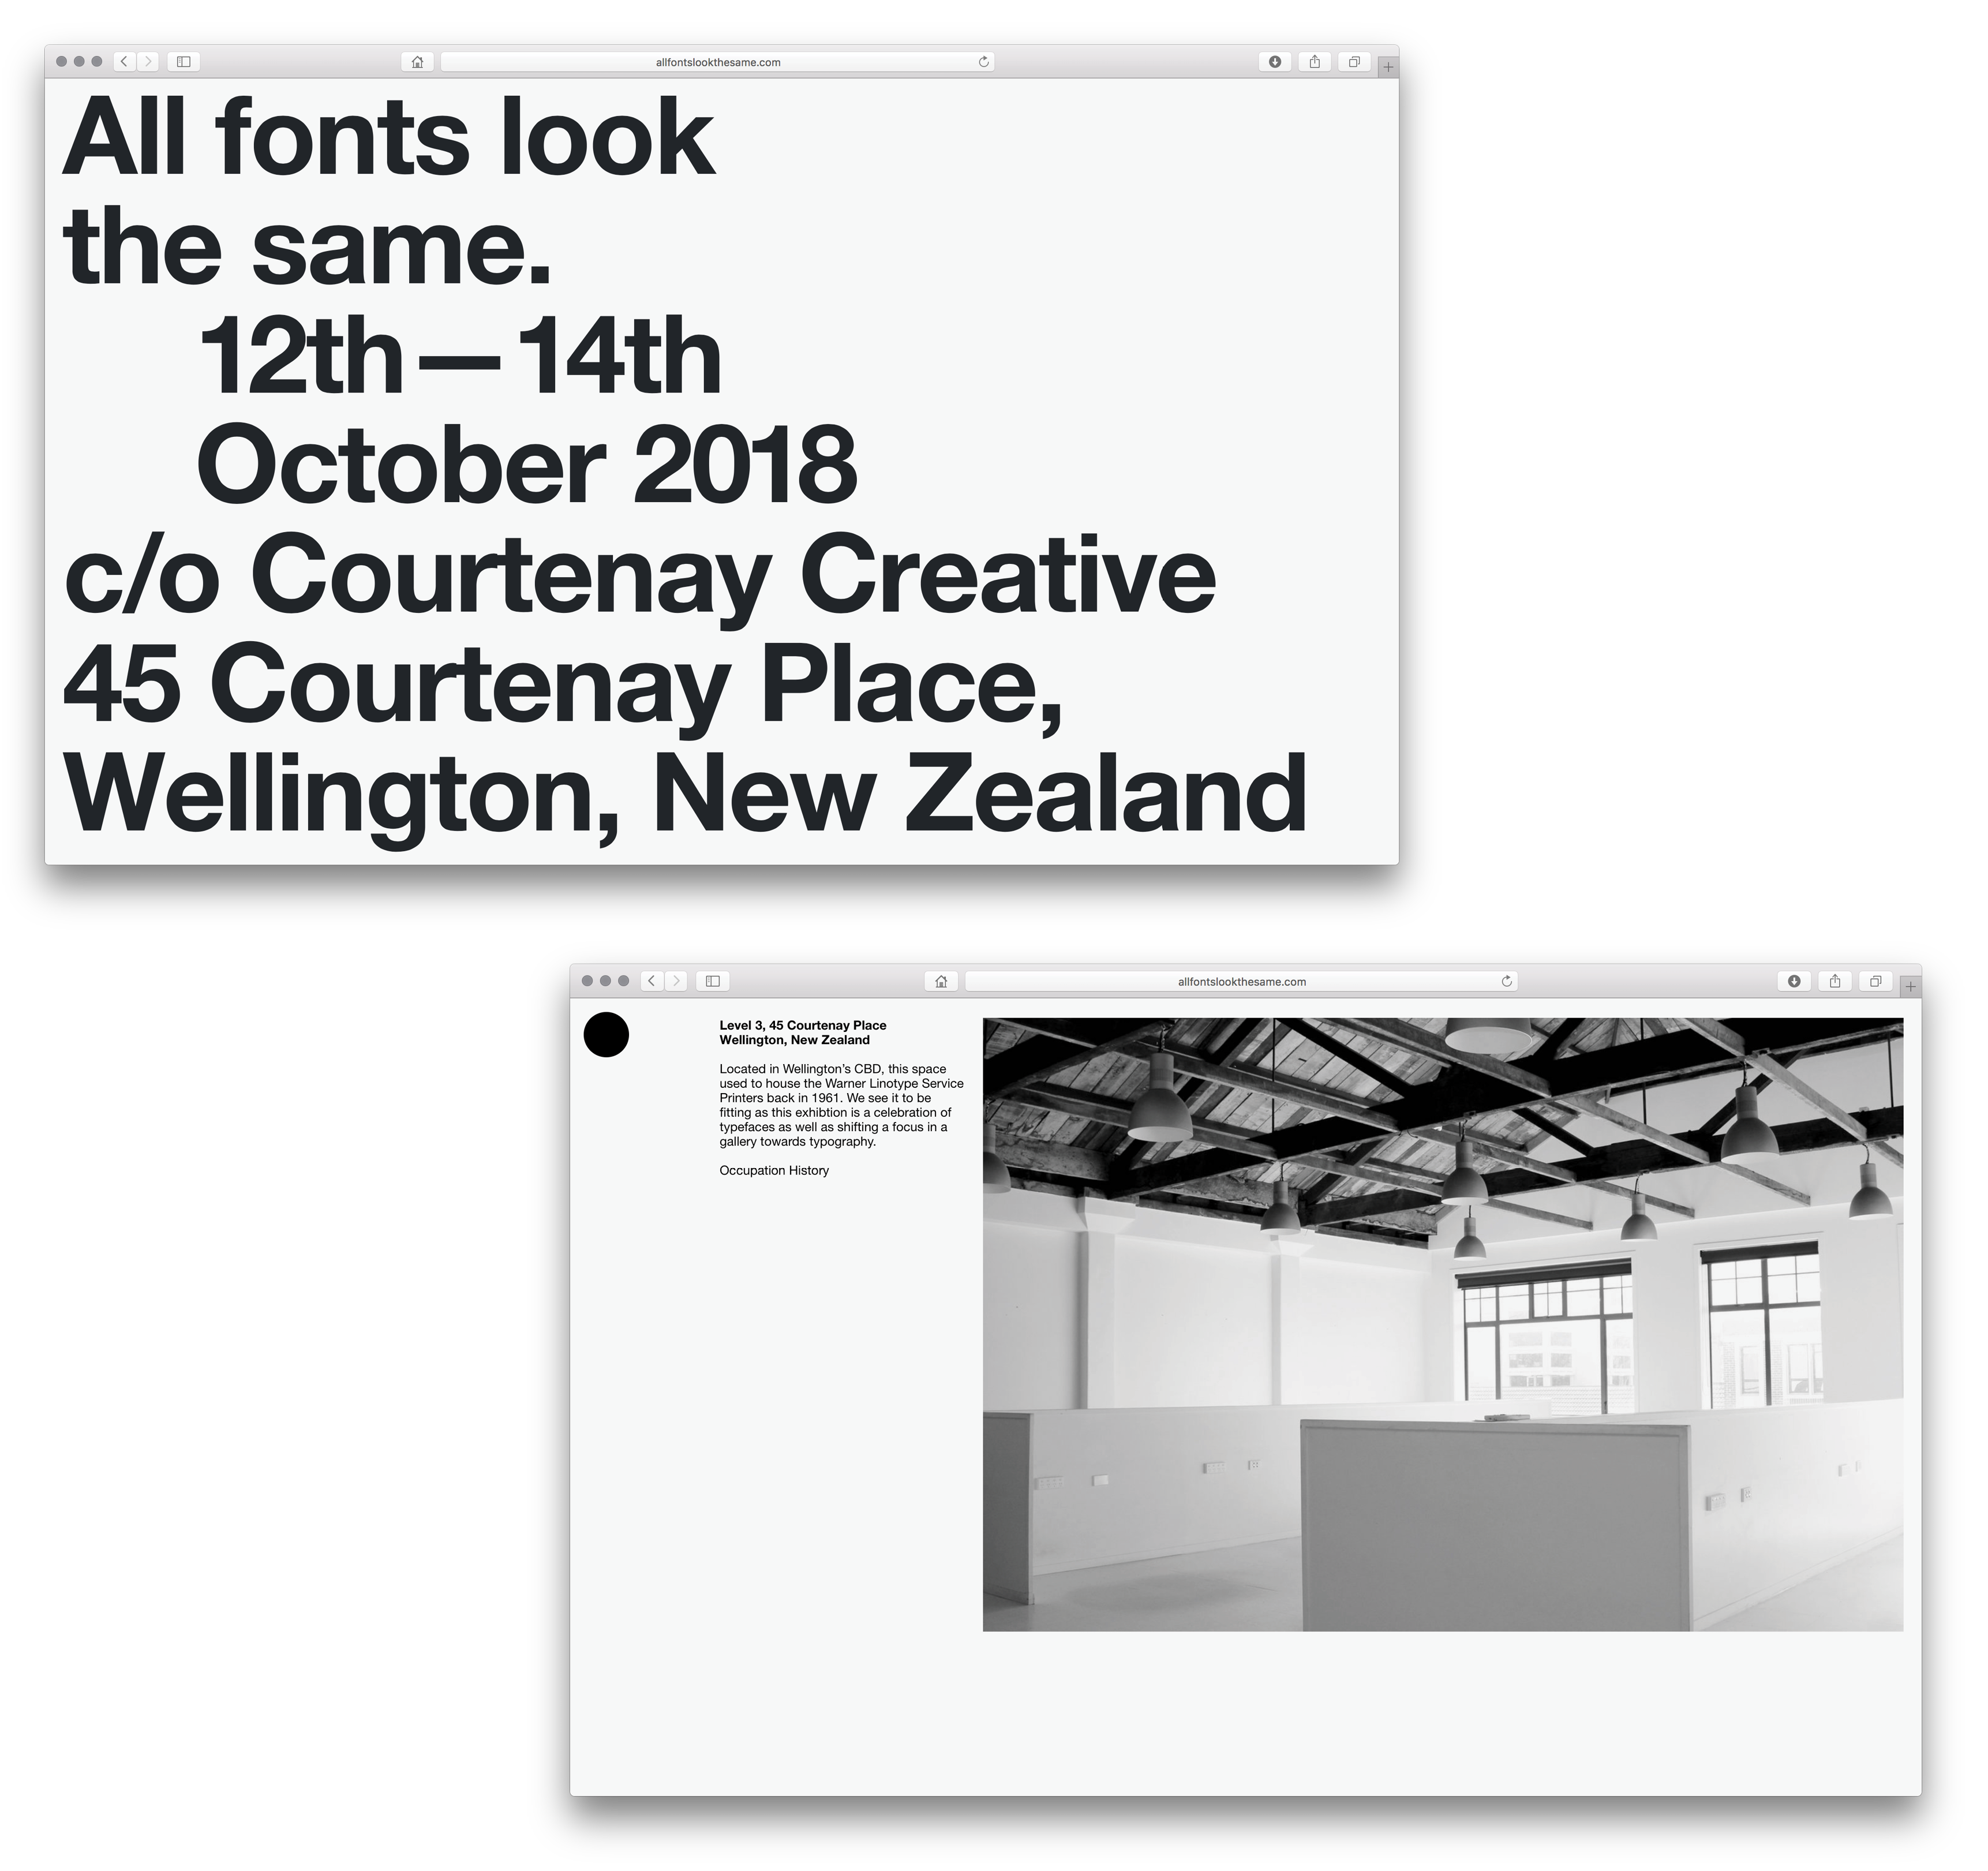 allfontslookthesame.com
All fonts look
the same.
12th—14th
October 2018
c/o Courtenay Creative
45 Courtenay Place,
Wellington, New Zealand
allfontslookthesame.com
Level 3, 45 Courtenay Place
Wellington, New Zealand
Located in Wellington’s CBD, this space
used to house the Warner Linotype Service
Printers back in 1961. We see it to be
fitting as this exhibtion is a celebration of
typefaces as well as shifting a focus in a
gallery towards typography.
Occupation History